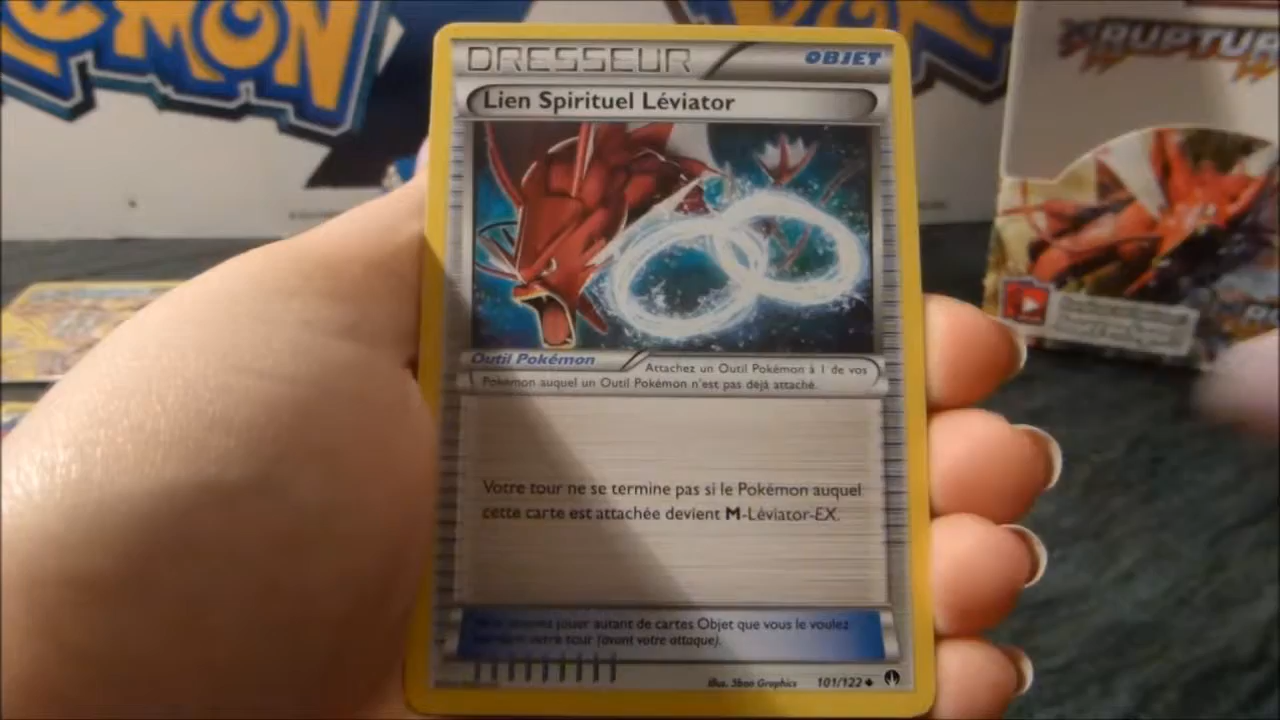 POKÉMON
RUPTUR
DRESSEUR OBJET
Lien Spirituel Léviator
Outil Pokémon
Attachez un Outil Pokémon à 1 de vos
Pokémon auquel un Outil Pokémon n'est pas déjà attaché.
Votre tour ne se termine pas si le Pokémon auquel
cette carte est attachée devient M-Léviator-EX.
jouer autant de cartes Objet que vous le voulez
votre tour (avant votre attaque).
Illus. 5ban Graphics 101/122